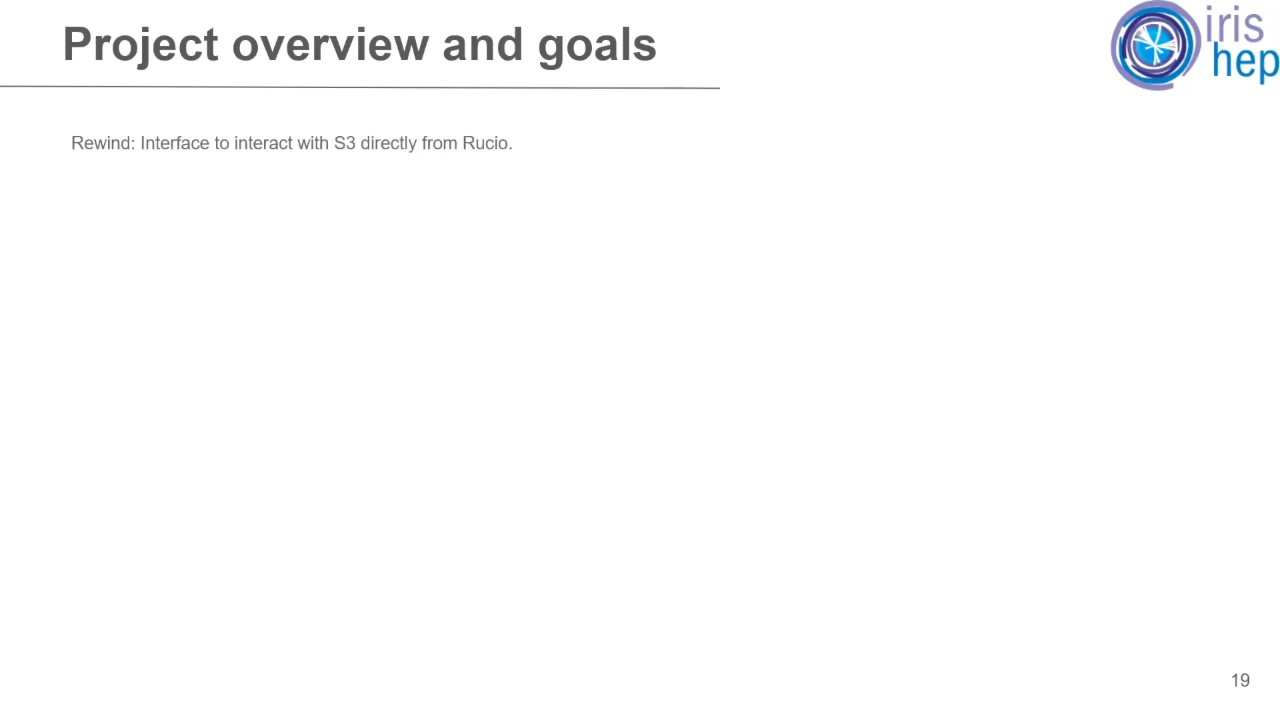 Project overview and goals
iris
hep
Rewind: Interface to interact with S3 directly from Rucio.
19